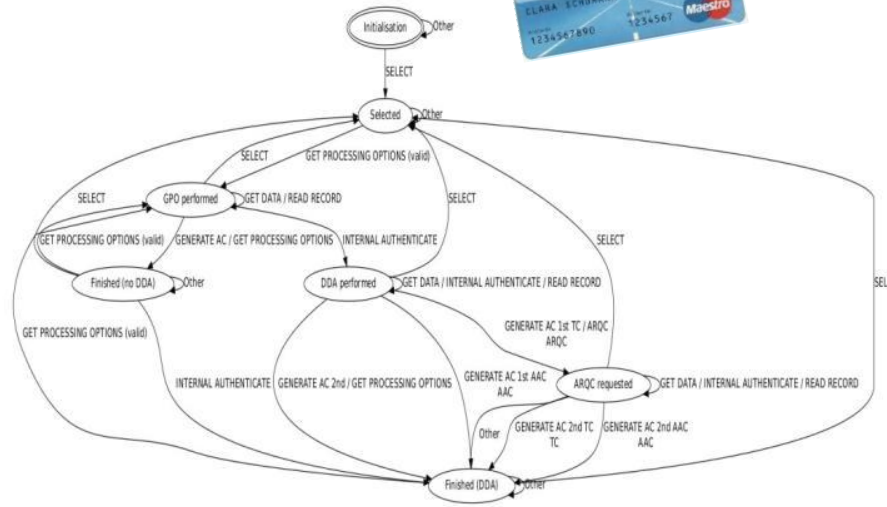 CLARA
1234567
1234567890
Maestro
Initialisation
Other
SELECT
Selected
Other
SELECT
GET PROCESSING OPTIONS (valid)
GPO performed
GET DATA / READ RECORD
SELECT
SELECT
GET PROCESSING OPTIONS (valid)
GENERATE AC / GET PROCESSING OPTIONS
INTERNAL AUTHENTICATE
SELECT
Finished (no DDA)
Other
DDA performed
GET DATA / INTERNAL AUTHENTICATE / READ RECORD
SEL
GET PROCESSING OPTIONS (valid)
GENERATE AC 1st TC / ARQC
ARQC
INTERNAL AUTHENTICATE
GENERATE AC 2nd / GET PROCESSING OPTIONS
GENERATE AC 1st AAC
AAC
ARQC requested
GET DATA / INTERNAL AUTHENTICATE / READ RECORD
Other
GENERATE AC 2nd TC
TC
GENERATE AC 2nd AAC
AAC
Finished (DDA)
Other